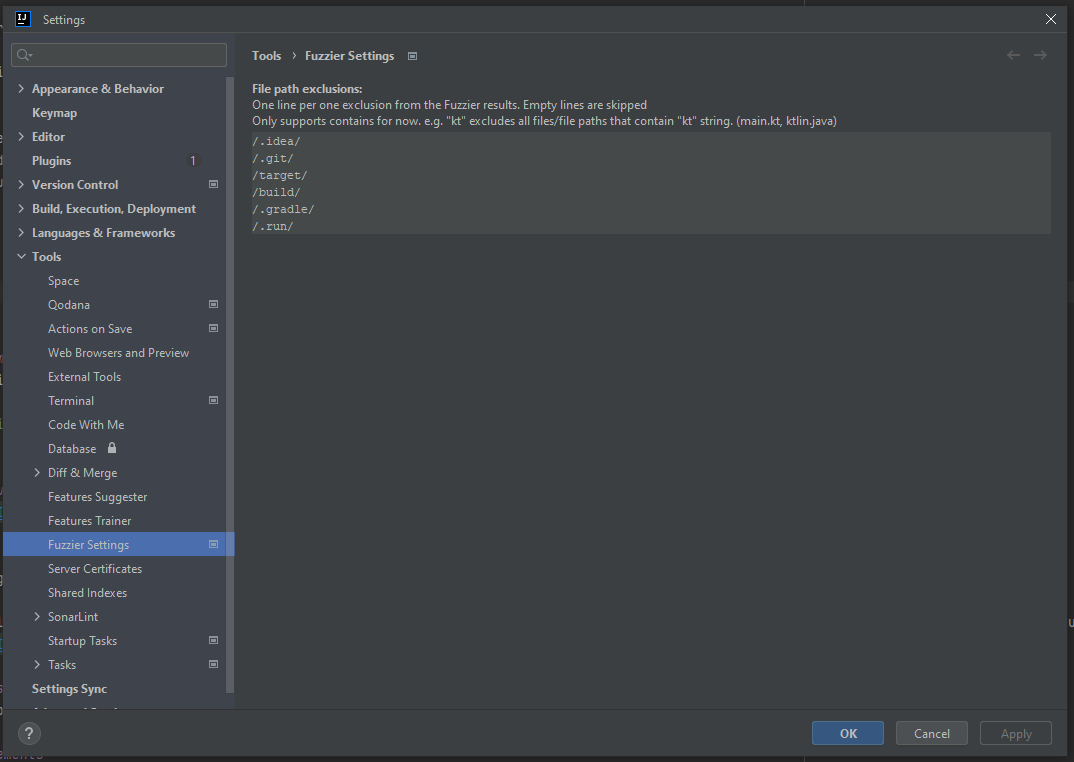 Settings
Appearance & Behavior
Keymap
Editor
Plugins 1
Version Control
Build, Execution, Deployment
Languages & Frameworks
Tools
Space
Qodana
Actions on Save
Web Browsers and Preview
External Tools
Terminal
Code With Me
Database
Diff & Merge
Features Suggester
Features Trainer
Fuzzier Settings
Server Certificates
Shared Indexes
SonarLint
Startup Tasks
Tasks
Settings Sync
Tools › Fuzzier Settings
File path exclusions:
One line per one exclusion from the Fuzzier results. Empty lines are skipped
Only supports contains for now. e.g. "kt" excludes all files/file paths that contain "kt" string. (main.kt, ktlin.java)
/.idea/
/.git/
/target/
/build/
/.gradle/
/.run/
?
OK
Cancel
Apply